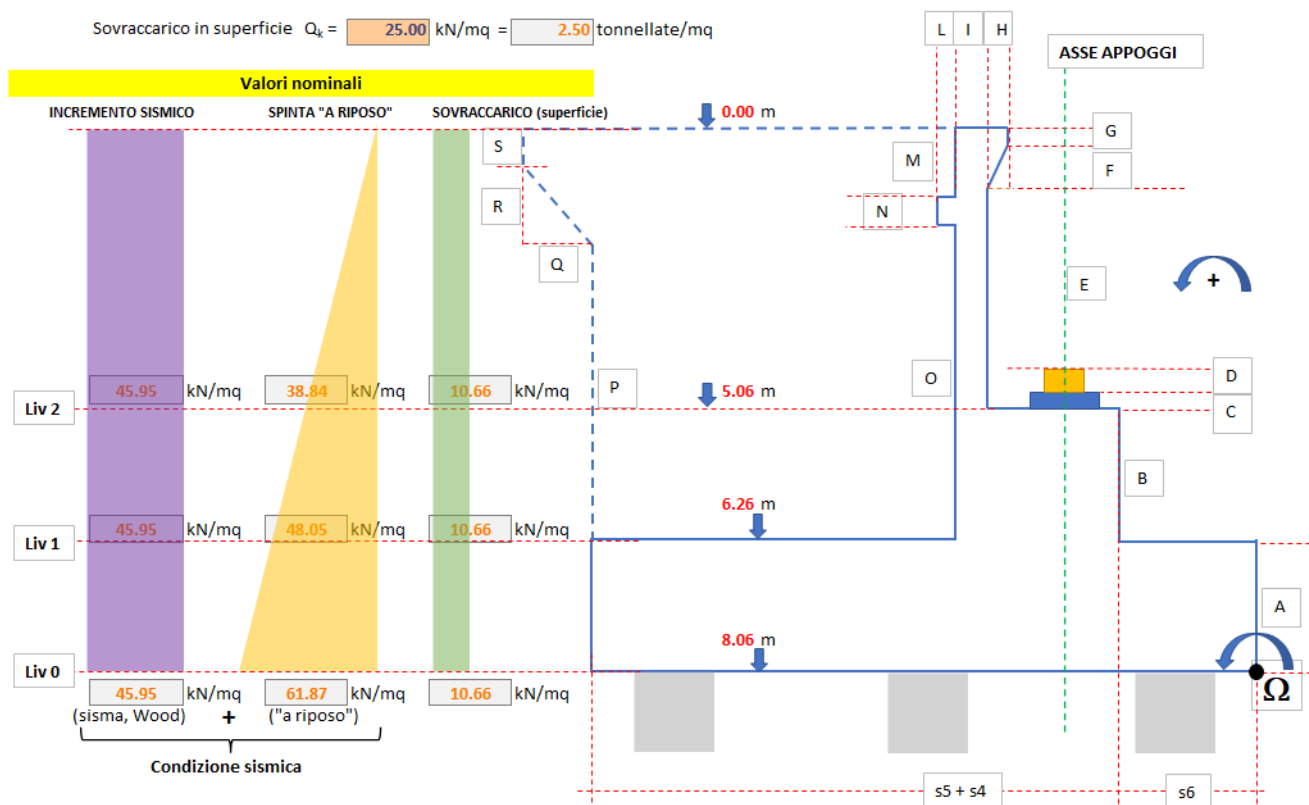 Sovraccarico in superficie Qk = 25.00 kN/mq = 2.50 tonnellate/mq
L I H
ASSE APPOGGI
Valori nominali
INCREMENTO SISMICO SPINTA "A RIPOSO" SOVRACCARICO (superficie)
0.00 m
S
G
M
F
R
N
Q
E
+
D
45.95 kN/mq 38.84 kN/mq 10.66 kN/mq
P
5.06 m
O
Liv 2
C
B
6.26 m
45.95 kN/mq 48.05 kN/mq 10.66 kN/mq
Liv 1
A
8.06 m
Liv 0
Ω
45.95 kN/mq 61.87 kN/mq 10.66 kN/mq
(sisma, Wood) + ("a riposo")
Condizione sismica
s5 + s4 s6